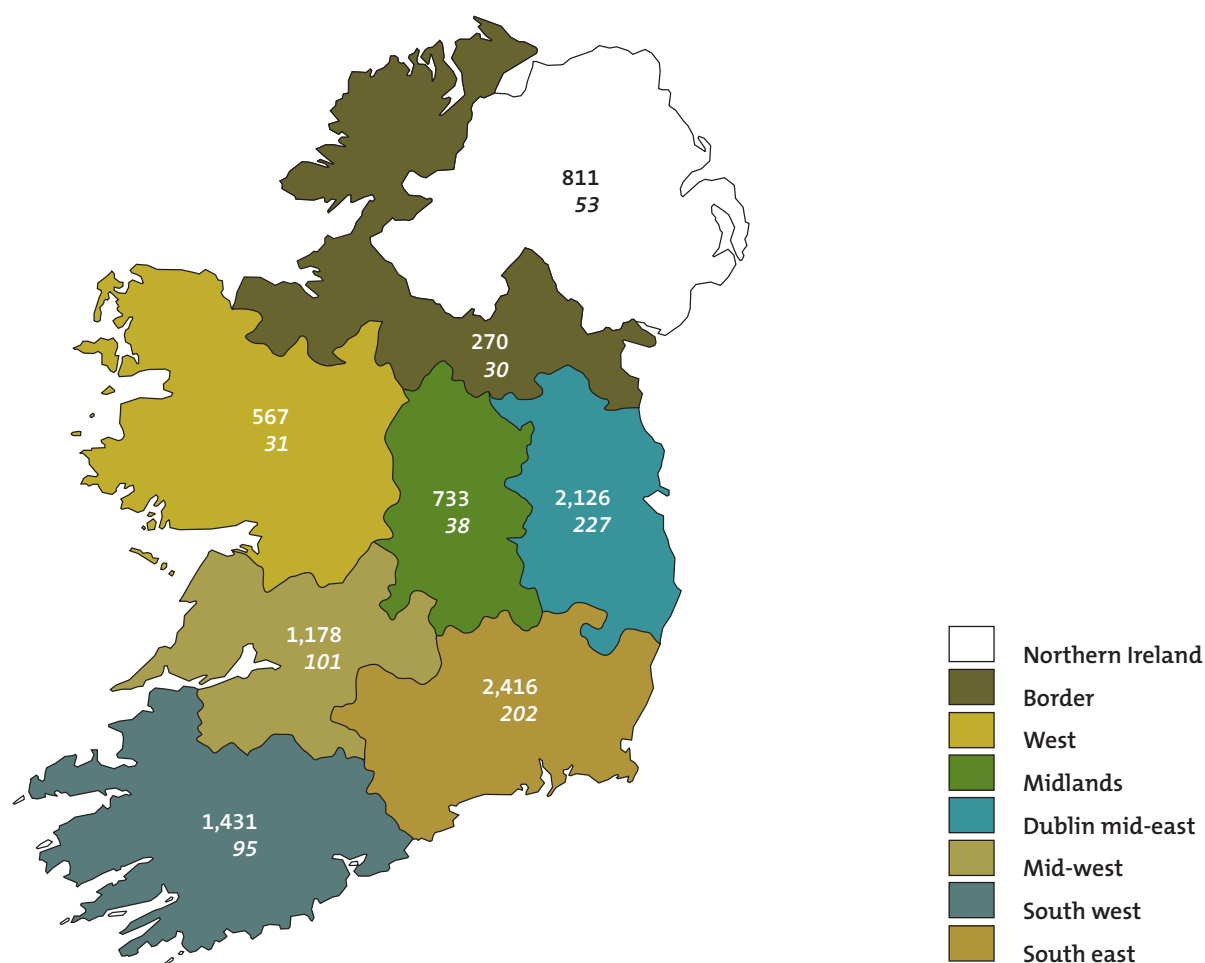 811
53
270
30
567
31
733
38
2,126
227
1,178
101
2,416
202
1,431
95
Northern Ireland
Border
West
Midlands
Dublin mid-east
Mid-west
South west
South east